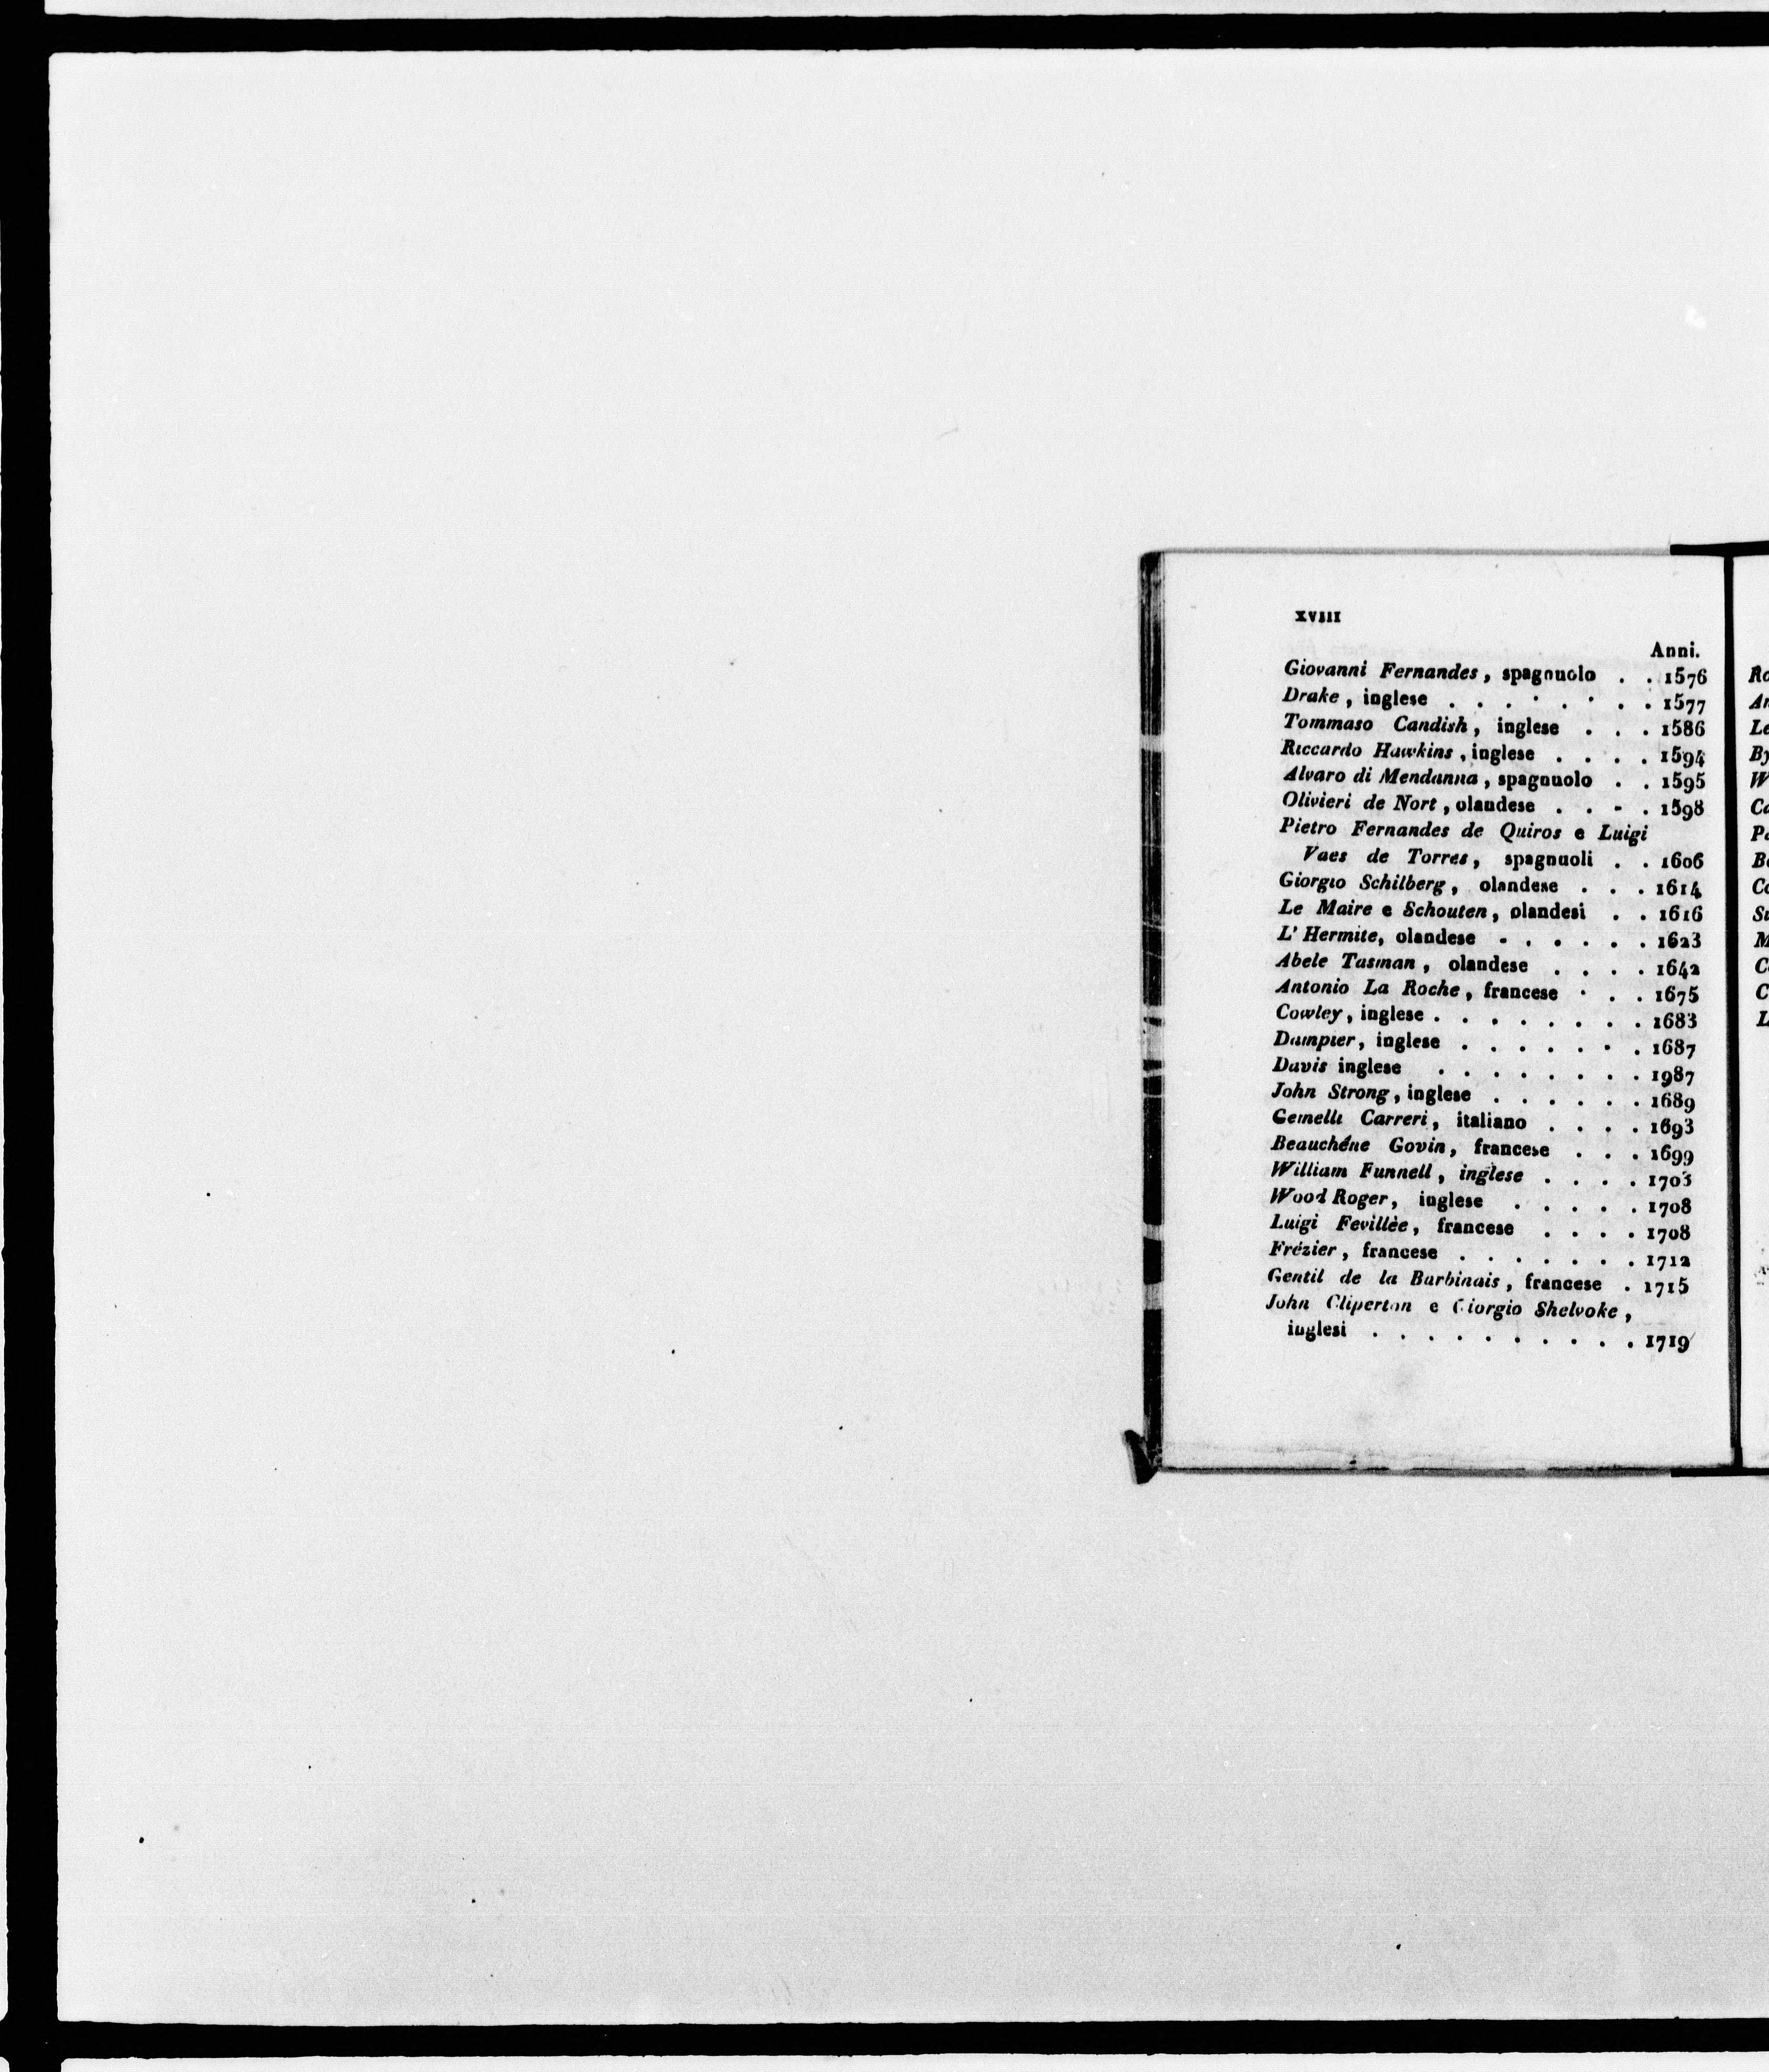 XVIII
Anni.
Giovanni Fernandes, spagnuolo . . 1576
Drake, inglese . . . . . . . . 1577
Tommaso Candish, inglese . . . 1586
Riccardo Hawkins, inglese . . . . 1594
Alvaro di Mendanna, spagnuolo . . 1595
Olivieri de Nort, olandese . . . . 1598
Pietro Fernandes de Quiros e Luigi
Vaes de Torres, spagnuoli . . 1606
Giorgio Schilberg, olandese . . . 1614
Le Maire e Schouten, olandesi . . 1616
L' Hermite, olandese . . . . . . 1623
Abele Tasman, olandese . . . . 1642
Antonio La Roche, francese . . . 1675
Cowley, inglese . . . . . . . . 1683
Dampier, inglese . . . . . . . 1687
Davis inglese . . . . . . . . 1987
John Strong, inglese . . . . . . 1689
Gemelli Carreri, italiano . . . . 1693
Beauchéne Govin, francese . . . 1699
William Funnell, inglese . . . . 1703
Wood Roger, inglese . . . . . 1708
Luigi Fevillèe, francese . . . . 1708
Frézier, francese . . . . . . . 1712
Gentil de la Barbinais, francese . 1715
John Cliperton e Giorgio Shelvoke,
inglesi . . . . . . . . . . 1719